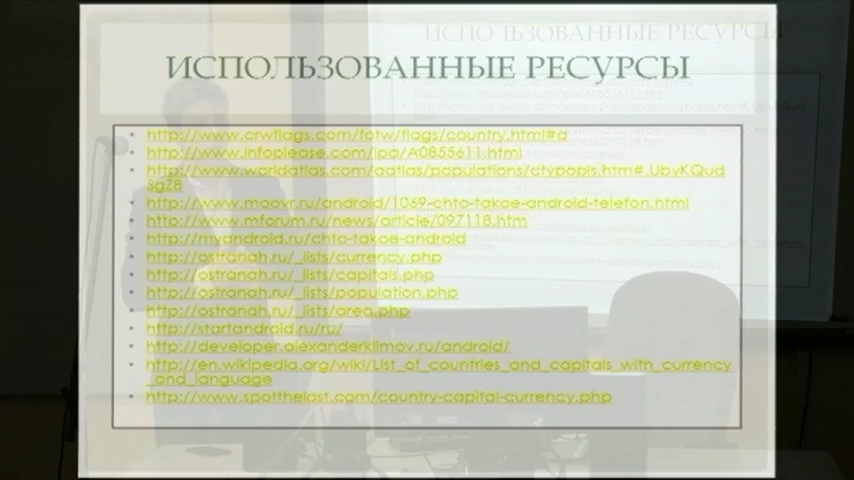 ИСПОЛЬЗОВАННЫЕ РЕСУРСЫ
http://www.crwflags.com/fotw/flags/country.html#a
http://www.infoplease.com/ipa/A0855611.html
http://www.worldatlas.com/aatlas/populations/ctypopls.htm#.UbyKQud
SgZ8
http://www.moovr.ru/android/1069-chto-takoe-android-telefon.html
http://www.mforum.ru/news/article/097118.htm
http://myandroid.ru/chto-takoe-android
http://ostranah.ru/_lists/currency.php
http://ostranah.ru/_lists/capitals.php
http://ostranah.ru/_lists/population.php
http://ostranah.ru/_lists/area.php
http://startandroid.ru/ru/
http://developer.alexanderklimov.ru/android/
http://en.wikipedia.org/wiki/List_of_countries_and_capitals_with_currency
_and_language
http://www.spotthelost.com/country-capital-currency.php
ИСПОЛЬЗОВАННЫЕ РЕСУРСЫ